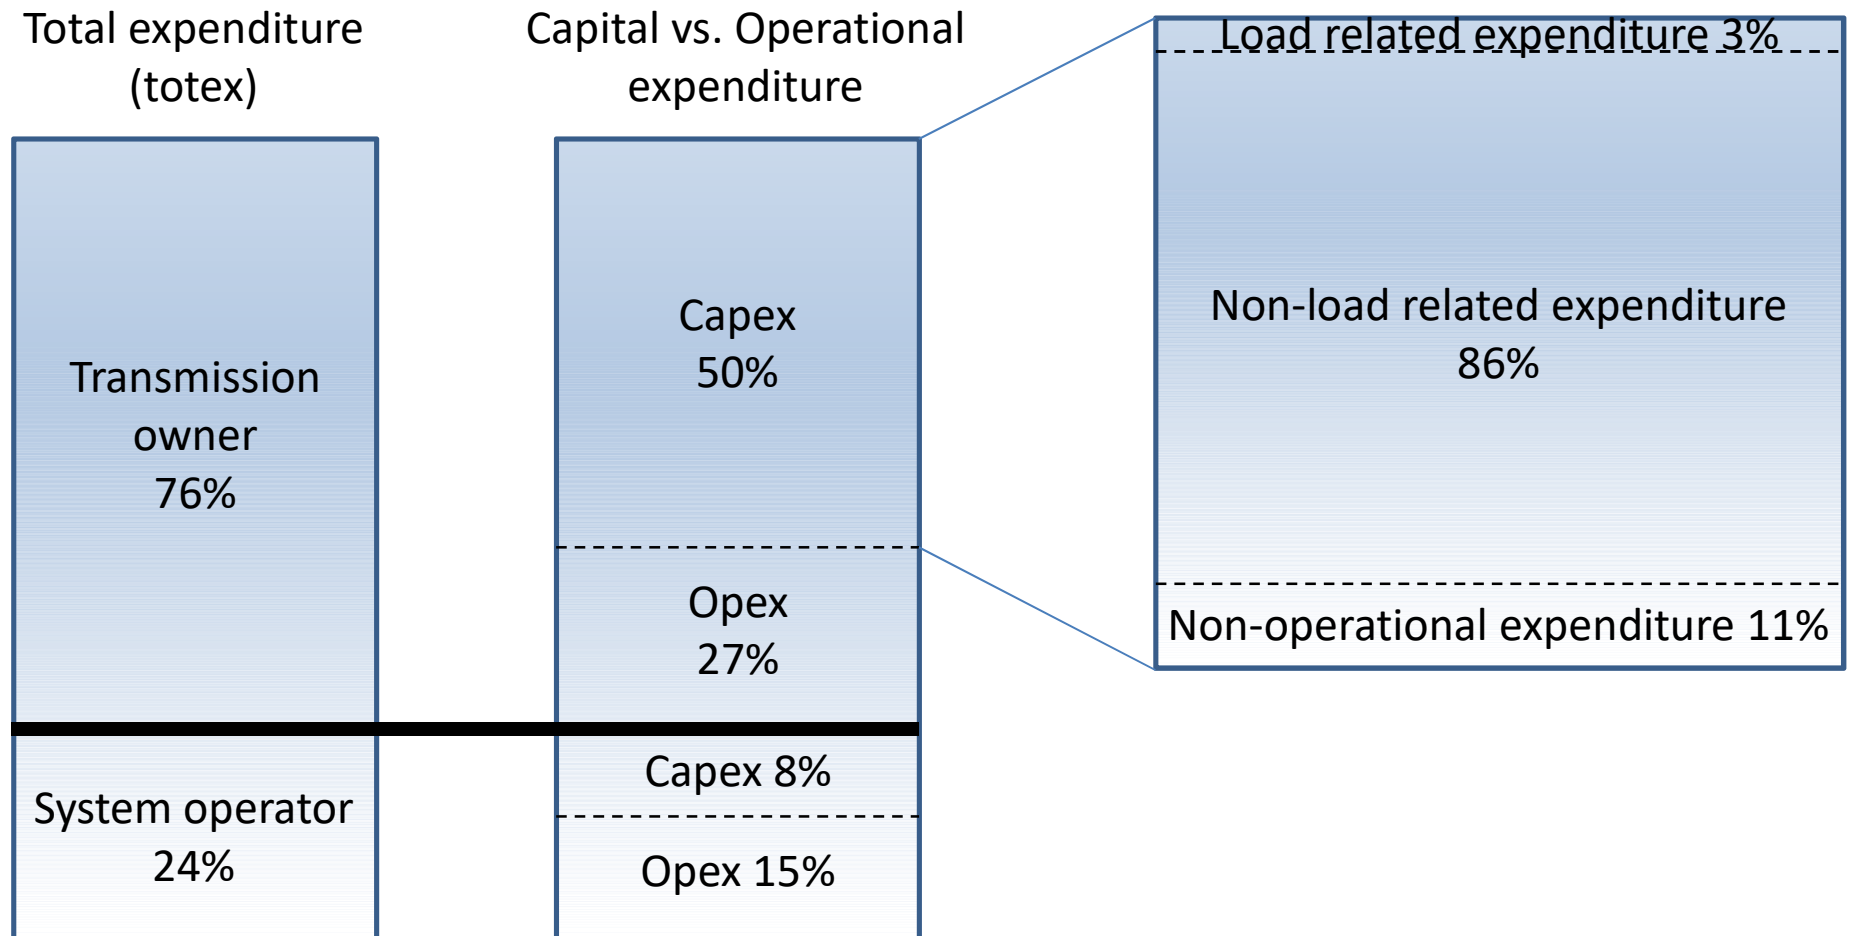 Total expenditure
(totex)
Transmission
owner
76%
System operator
24%
Capital vs. Operational
expenditure
Capex
50%
Opex
27%
Capex 8%
Opex 15%
Load related expenditure 3%
Non-load related expenditure
86%
Non-operational expenditure 11%